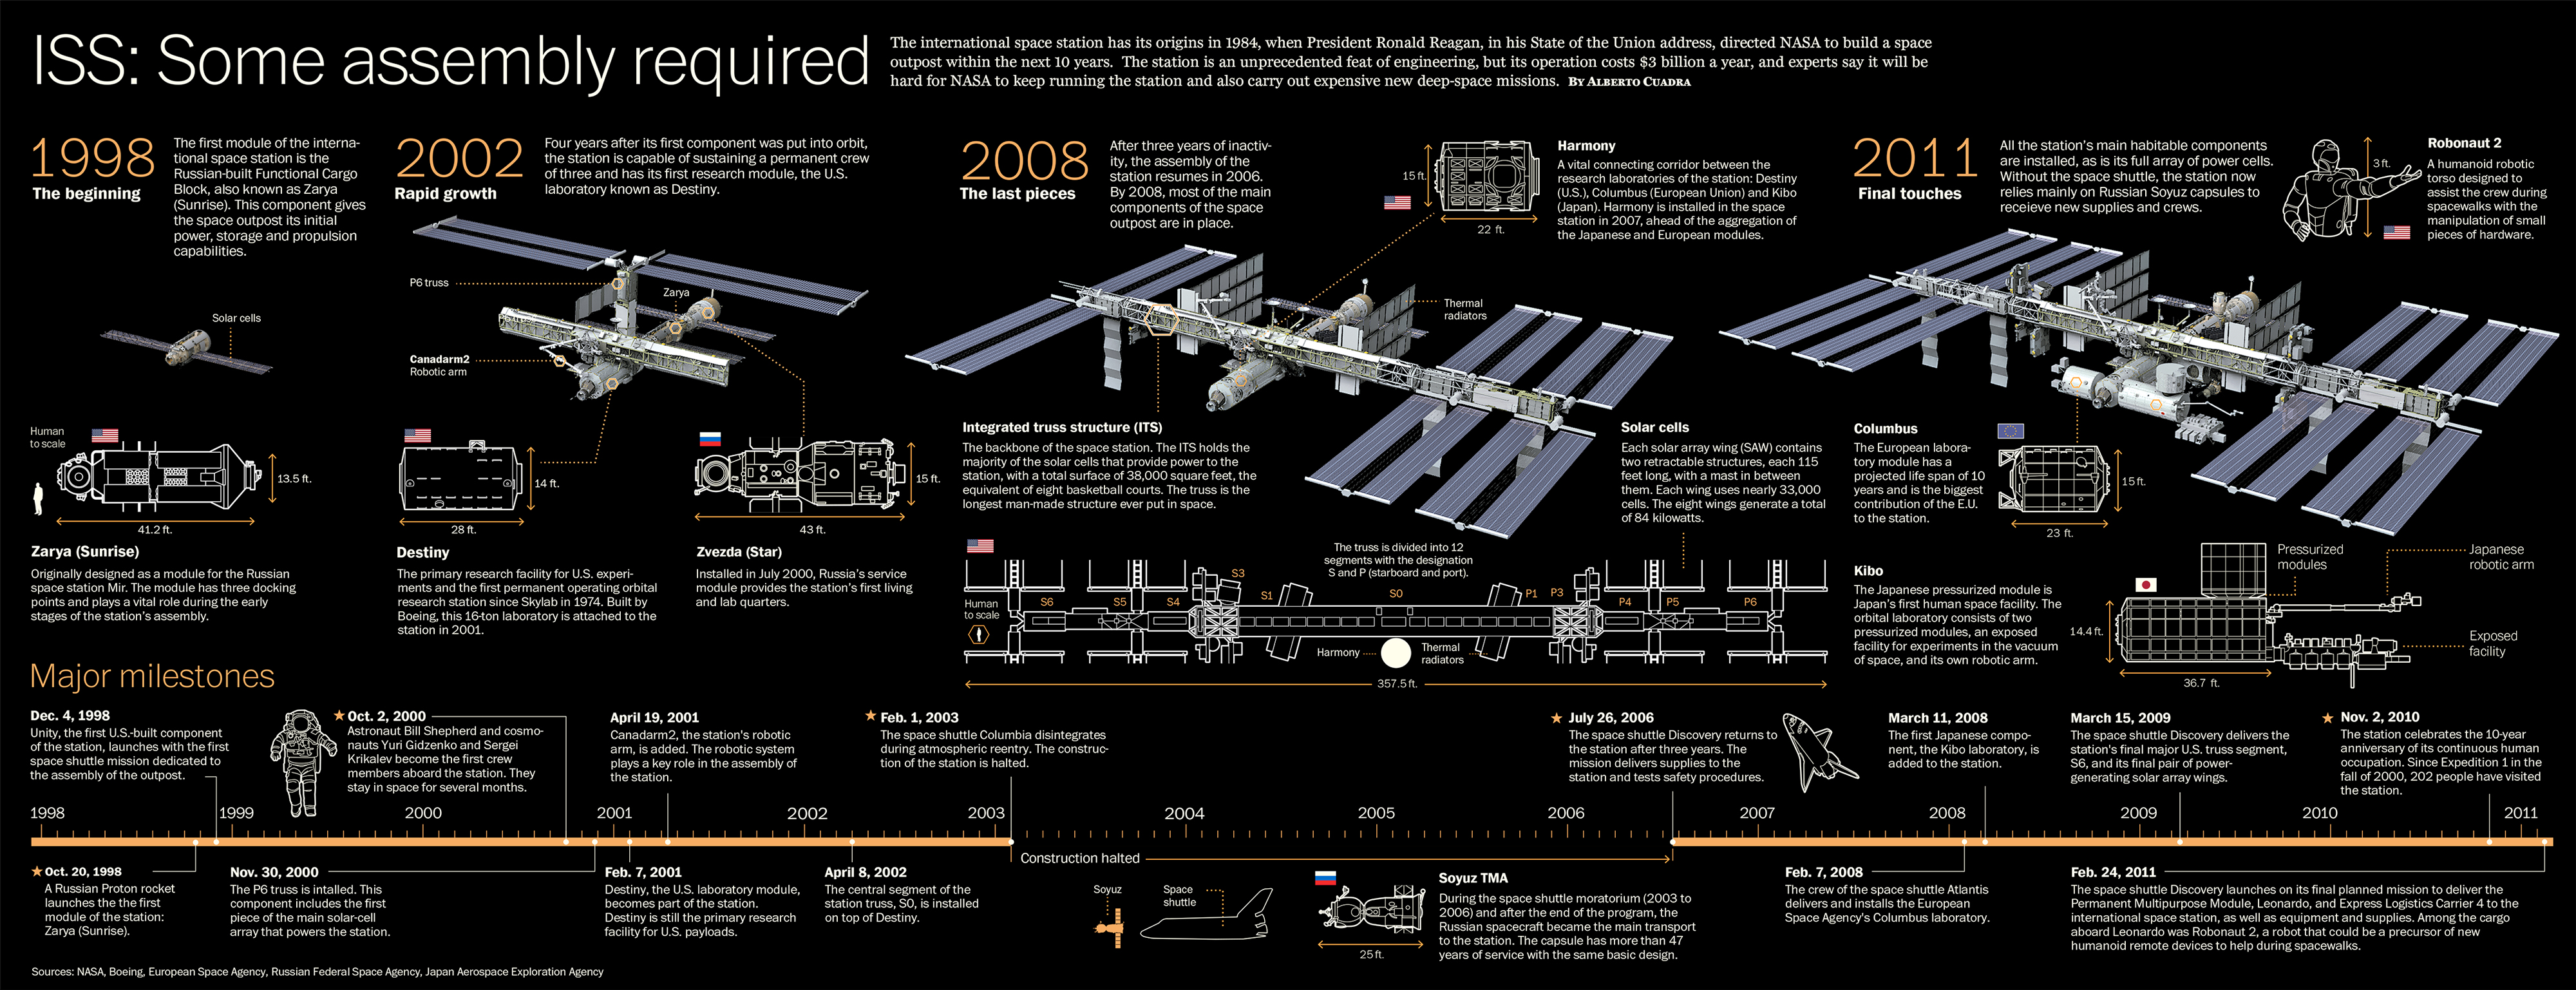 ISS: Some assembly required
The international space station has its origins in 1984, when President Ronald Reagan, in his State of the Union address, directed NASA to build a space
outpost within the next 10 years. The station is an unprecedented feat of engineering, but its operation costs $3 billion a year, and experts say it will be
hard for NASA to keep running the station and also carry out expensive new deep-space missions. BY ALBERTO CUADRA
1998
The beginning
The first module of the interna-
tional space station is the
Russian-built Functional Cargo
Block, also known as Zarya
(Sunrise). This component gives
the space outpost its initial
power, storage and propulsion
capabilities.
Solar cells
Human
to scale
13.5 ft.
41.2 ft.
Zarya (Sunrise)
Originally designed as a module for the Russian
space station Mir. The module has three docking
points and plays a vital role during the early
stages of the station's assembly.
2002
Rapid growth
Four years after its first component was put into orbit,
the station is capable of sustaining a permanent crew
of three and has its first research module, the U.S.
laboratory known as Destiny.
P6 truss
Zarya
Canadarm2
Robotic arm
14 ft.
28 ft.
Destiny
The primary research facility for U.S. experi-
ments and the first permanent operating orbital
research station since Skylab in 1974. Built by
Boeing, this 16-ton laboratory is attached to the
station in 2001.
15 ft.
43 ft.
Zvezda (Star)
Installed in July 2000, Russia's service
module provides the station's first living
and lab quarters.
2008
The last pieces
After three years of inactiv-
ity, the assembly of the
station resumes in 2006.
By 2008, most of the main
components of the space
outpost are in place.
15 ft.
22 ft.
Harmony
A vital connecting corridor between the
research laboratories of the station: Destiny
(U.S.), Columbus (European Union) and Kibo
(Japan). Harmony is installed in the space
station in 2007, ahead of the aggregation of
the Japanese and European modules.
Thermal
radiators
Integrated truss structure (ITS)
The backbone of the space station. The ITS holds the
majority of the solar cells that provide power to the
station, with a total surface of 38,000 square feet, the
equivalent of eight basketball courts. The truss is the
longest man-made structure ever put in space.
Solar cells
Each solar array wing (SAW) contains
two retractable structures, each 115
feet long, with a mast in between
them. Each wing uses nearly 33,000
cells. The eight wings generate a total
of 84 kilowatts.
The truss is divided into 12
segments with the designation
S and P (starboard and port).
Human
to scale
S6
S5
S4
S3
S1
S0
P1
P3
P4
P5
P6
Harmony
Thermal
radiators
357.5 ft.
2011
Final touches
All the station's main habitable components
are installed, as is its full array of power cells.
Without the space shuttle, the station now
relies mainly on Russian Soyuz capsules to
receieve new supplies and crews.
3 ft.
Robonaut 2
A humanoid robotic
torso designed to
assist the crew during
spacewalks with the
manipulation of small
pieces of hardware.
Columbus
The European labora-
tory module has a
projected life span of 10
years and is the biggest
contribution of the E.U.
to the station.
15 ft.
23 ft.
Kibo
The Japanese pressurized module is
Japan's first human space facility. The
orbital laboratory consists of two
pressurized modules, an exposed
facility for experiments in the vacuum
of space, and its own robotic arm.
Pressurized
modules
Japanese
robotic arm
Exposed
facility
14.4 ft.
36.7 ft.
Major milestones
Dec. 4, 1998
Unity, the first U.S.-built component
of the station, launches with the first
space shuttle mission dedicated to
the assembly of the outpost.
Oct. 2, 2000
Astronaut Bill Shepherd and cosmo-
nauts Yuri Gidzenko and Sergei
Krikalev become the first crew
members aboard the station. They
stay in space for several months.
April 19, 2001
Canadarm2, the station's robotic
arm, is added. The robotic system
plays a key role in the assembly of
the station.
Feb. 1, 2003
The space shuttle Columbia disintegrates
during atmospheric reentry. The construc-
tion of the station is halted.
July 26, 2006
The space shuttle Discovery returns to
the station after three years. The
mission delivers supplies to the
station and tests safety procedures.
March 11, 2008
The first Japanese compo-
nent, the Kibo laboratory, is
added to the station.
March 15, 2009
The space shuttle Discovery delivers the
station's final major U.S. truss segment,
S6, and its final pair of power-
generating solar array wings.
Nov. 2, 2010
The station celebrates the 10-year
anniversary of its continuous human
occupation. Since Expedition 1 in the
fall of 2000, 202 people have visited
the station.
1998
1999
2000
2001
2002
2003
2004
2005
2006
2007
2008
2009
2010
2011
Construction halted
Oct. 20, 1998
A Russian Proton rocket
launches the the first
module of the station:
Zarya (Sunrise).
Nov. 30, 2000
The P6 truss is intalled. This
component includes the first
piece of the main solar-cell
array that powers the station.
Feb. 7, 2001
Destiny, the U.S. laboratory module,
becomes part of the station.
Destiny is still the primary research
facility for U.S. payloads.
April 8, 2002
The central segment of the
station truss, S0, is installed
on top of Destiny.
Soyuz
Space
shuttle
25 ft.
Soyuz TMA
During the space shuttle moratorium (2003 to
2006) and after the end of the program, the
Russian spacecraft became the main transport
to the station. The capsule has more than 47
years of service with the same basic design.
Feb. 7, 2008
The crew of the space shuttle Atlantis
delivers and installs the European
Space Agency's Columbus laboratory.
Feb. 24, 2011
The space shuttle Discovery launches on its final planned mission to deliver the
Permanent Multipurpose Module, Leonardo, and Express Logistics Carrier 4 to the
international space station, as well as equipment and supplies. Among the cargo
aboard Leonardo was Robonaut 2, a robot that could be a precursor of new
humanoid remote devices to help during spacewalks.
Sources: NASA, Boeing, European Space Agency, Russian Federal Space Agency, Japan Aerospace Exploration Agency